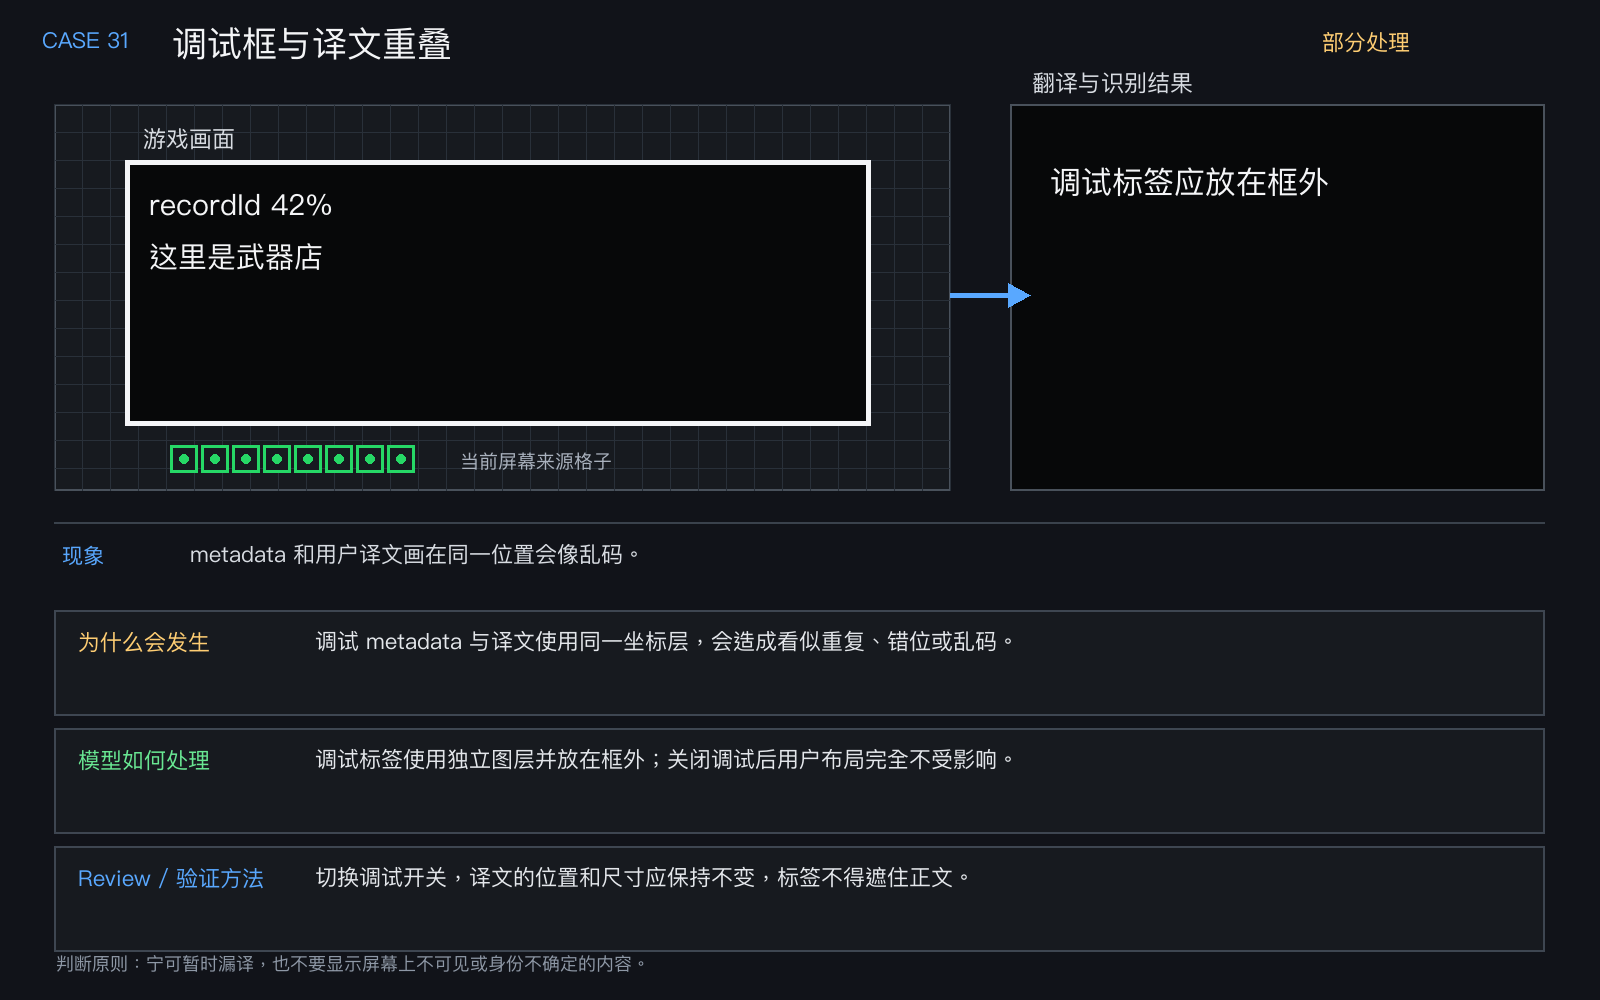 CASE 31
调试框与译文重叠
部分处理
翻译与识别结果
游戏画面
recordId 42%
这里是武器店
调试标签应放在框外
当前屏幕来源格子
现象
metadata 和用户译文画在同一位置会像乱码。
为什么会发生
调试 metadata 与译文使用同一坐标层，会造成看似重复、错位或乱码。
模型如何处理
调试标签使用独立图层并放在框外；关闭调试后用户布局完全不受影响。
Review / 验证方法
切换调试开关，译文的位置和尺寸应保持不变，标签不得遮住正文。
判断原则：宁可暂时漏译，也不要显示屏幕上不可见或身份不确定的内容。